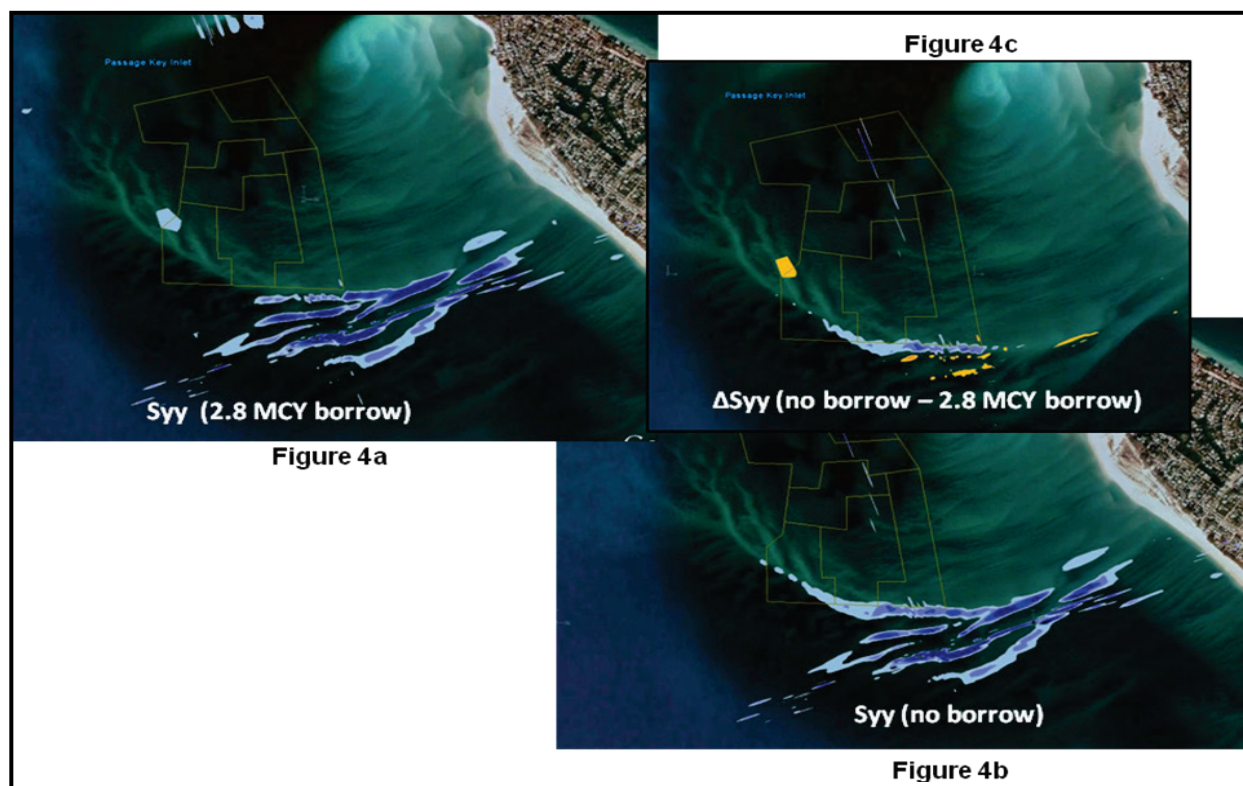 Passage Key Inlet
Syy (2.8 MCY borrow)
Figure 4a
Figure 4c
Passage Key Inlet
ΔSyy (no borrow – 2.8 MCY borrow)
Syy (no borrow)
Figure 4b